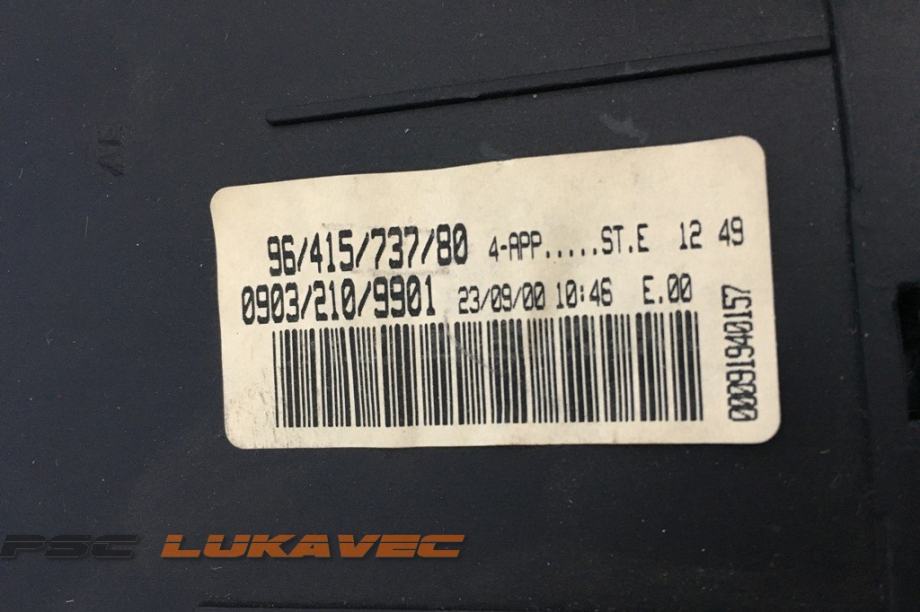 96/415/737/80 4-APP.....ST.E 12 49
0903/210/9901 23/09/00 10:46 E.00
00091940157
PSC LUKAVEC